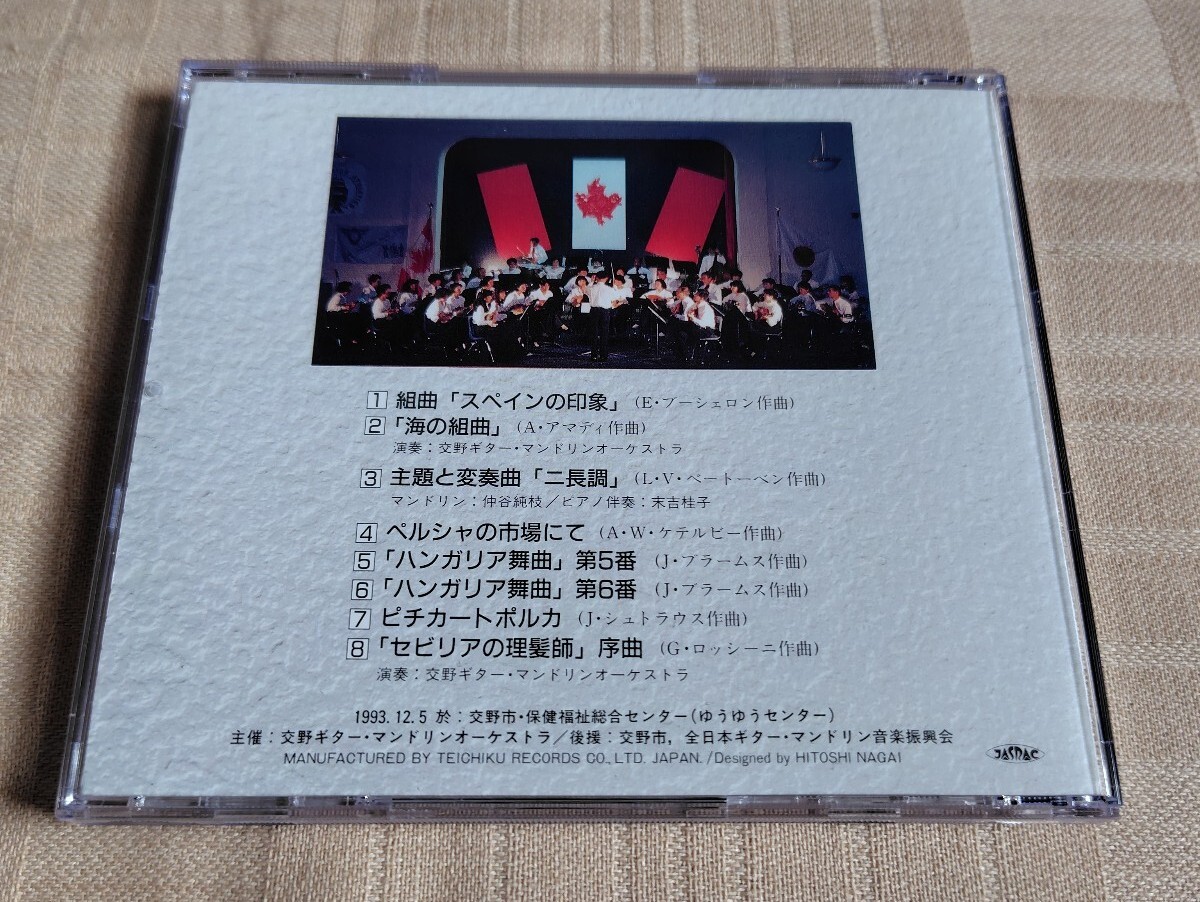 1 組曲「スペインの印象」(E・ブーシェロン作曲)
2 「海の組曲」(A・アマディ作曲)
演奏:交野ギター・マンドリンオーケストラ
3 主題と変奏曲「ニ長調」(L・V・ベートーベン作曲)
マンドリン:仲谷純枝/ピアノ伴奏:末吉桂子
4 ペルシャの市場にて(A・W・ケテルビー作曲)
5 「ハンガリア舞曲」第5番(J・ブラームス作曲)
6 「ハンガリア舞曲」第6番(J・ブラームス作曲)
7 ピチカートポルカ(J・シュトラウス作曲)
8 「セビリアの理髪師」序曲(G・ロッシーニ作曲)
演奏:交野ギター・マンドリンオーケストラ
1993.12.5 於:交野市・保健福祉総合センター(ゆうゆうセンター)
主催:交野ギター・マンドリンオーケストラ/後援:交野市,全日本ギター・マンドリン音楽振興会
MANUFACTURED BY TEICHIKU RECORDS CO., LTD. JAPAN. /Designed by HITOSHI NAGAI
JASRAC